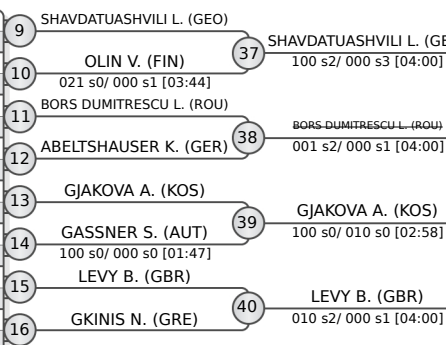 9
SHAVDATUASHVILI L. (GEO)
37
SHAVDATUASHVILI L. (GE
100 s2/ 000 s3 [04:00]
10
OLIN V. (FIN)
021 s0/ 000 s1 [03:44]
11
BORS DUMITRESCU L. (ROU)
38
BORS DUMITRESCU L. (ROU)
001 s2/ 000 s1 [04:00]
12
ABELTSHAUSER K. (GER)
13
GJAKOVA A. (KOS)
39
GJAKOVA A. (KOS)
100 s0/ 010 s0 [02:58]
14
GASSNER S. (AUT)
100 s0/ 000 s0 [01:47]
15
LEVY B. (GBR)
40
LEVY B. (GBR)
010 s2/ 000 s1 [04:00]
16
GKINIS N. (GRE)